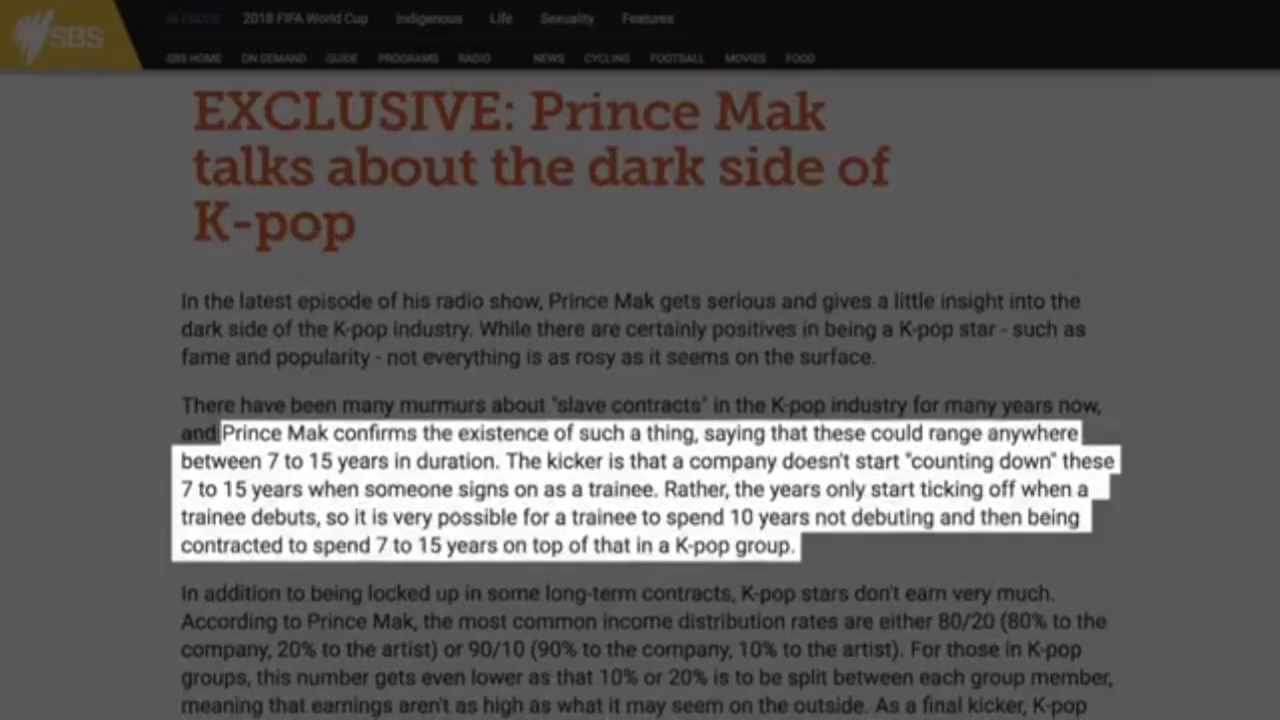 SBS
IN FOCUS 2018 FIFA World Cup Indigenous Life Sexuality Features
SBS HOME ON DEMAND GUIDE PROGRAMS RADIO NEWS CYCLING FOOTBALL MOVIES FOOD
EXCLUSIVE: Prince Mak
talks about the dark side of
K-pop
In the latest episode of his radio show, Prince Mak gets serious and gives a little insight into the
dark side of the K-pop industry. While there are certainly positives in being a K-pop star - such as
fame and popularity - not everything is as rosy as it seems on the surface.
There have been many murmurs about "slave contracts" in the K-pop industry for many years now,
and Prince Mak confirms the existence of such a thing, saying that these could range anywhere
between 7 to 15 years in duration. The kicker is that a company doesn't start "counting down" these
7 to 15 years when someone signs on as a trainee. Rather, the years only start ticking off when a
trainee debuts, so it is very possible for a trainee to spend 10 years not debuting and then being
contracted to spend 7 to 15 years on top of that in a K-pop group.
In addition to being locked up in some long-term contracts, K-pop stars don't earn very much.
According to Prince Mak, the most common income distribution rates are either 80/20 (80% to the
company, 20% to the artist) or 90/10 (90% to the company, 10% to the artist). For those in K-pop
groups, this number gets even lower as that 10% or 20% is to be split between each group member,
meaning that earnings aren't as high as what it may seem on the outside. As a final kicker, K-pop